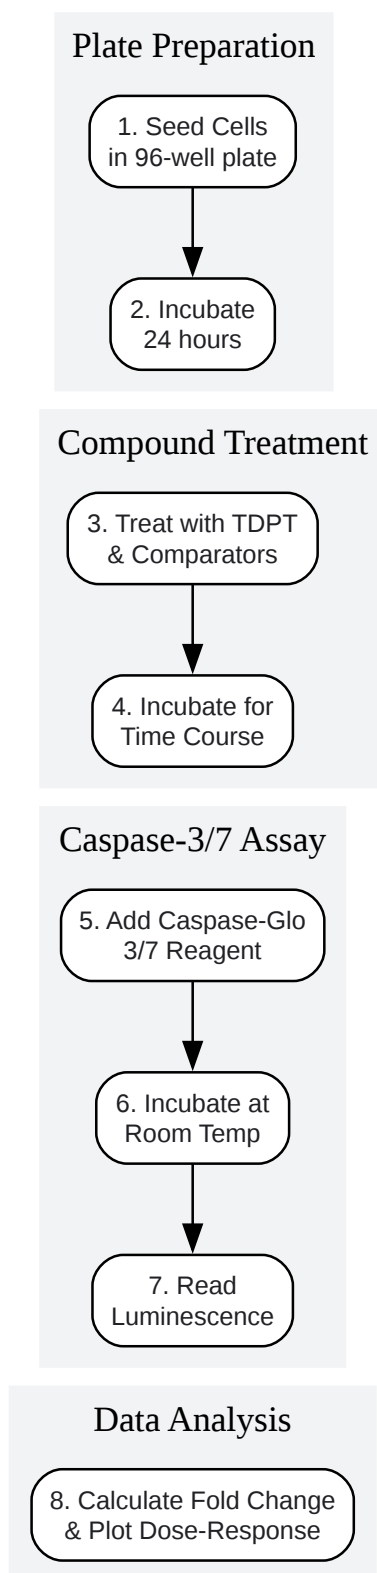 Plate Preparation
1. Seed Cells
in 96-well plate
2. Incubate
24 hours
Compound Treatment
3. Treat with TDPT
& Comparators
4. Incubate for
Time Course
Caspase-3/7 Assay
5. Add Caspase-Glo
3/7 Reagent
6. Incubate at
Room Temp
7. Read
Luminescence
Data Analysis
8. Calculate Fold Change
& Plot Dose-Response